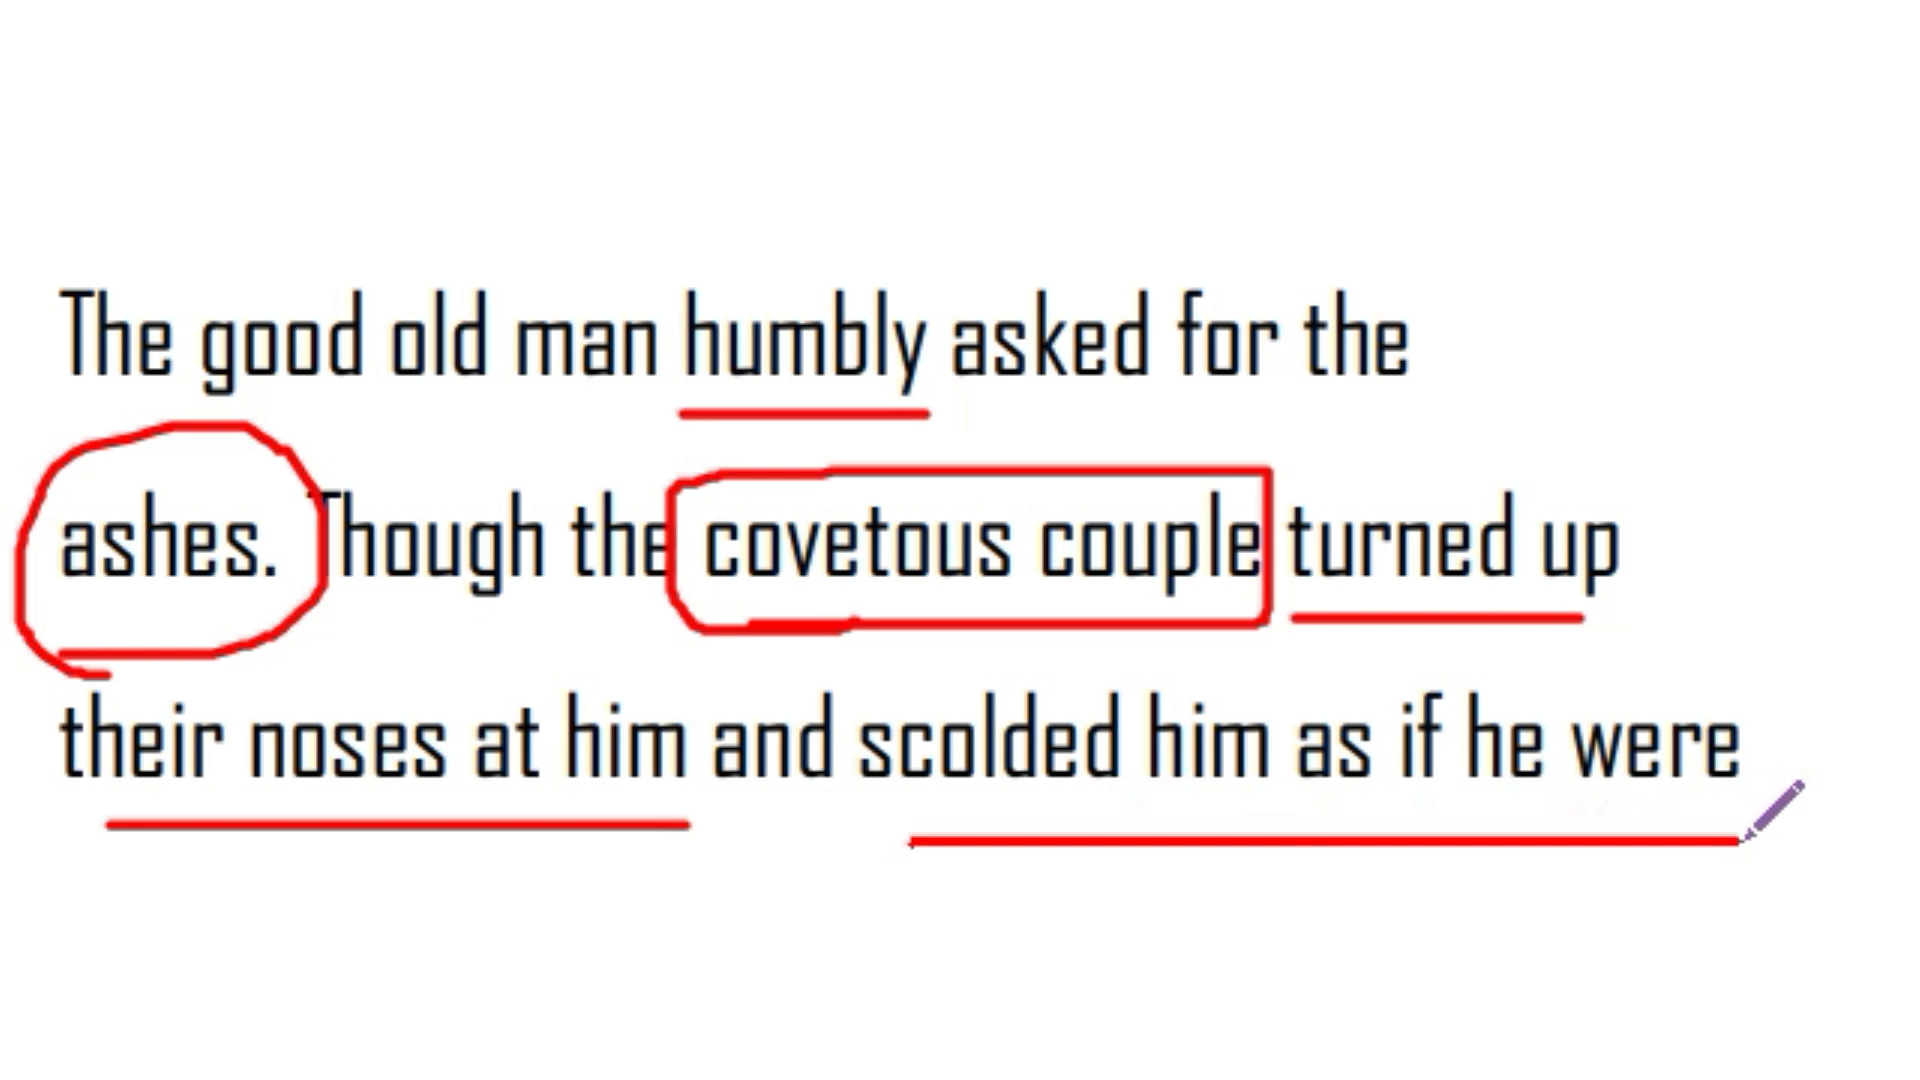 The good old man humbly asked for the
ashes. Though the covetous couple turned up
their noses at him and scolded him as if he were